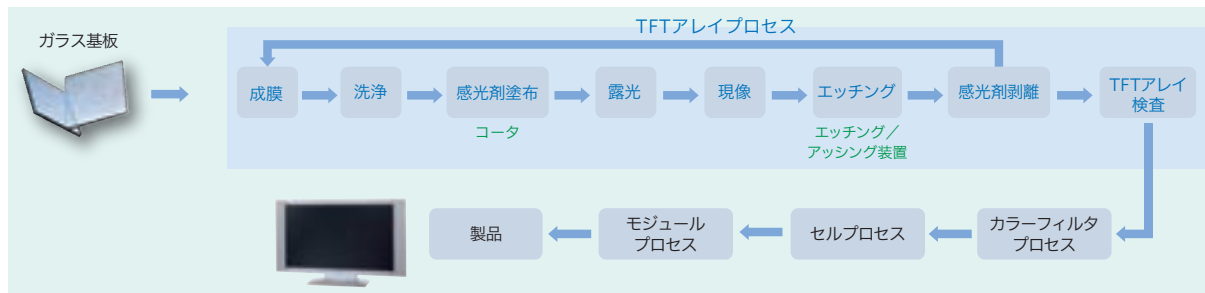 TFTアレイプロセス
ガラス基板
成膜
洗浄
感光剤塗布
露光
現像
エッチング
感光剤剥離
TFTアレイ
検査
コータ
エッチング／
アッシング装置
製品
モジュール
プロセス
セルプロセス
カラーフィルタ
プロセス